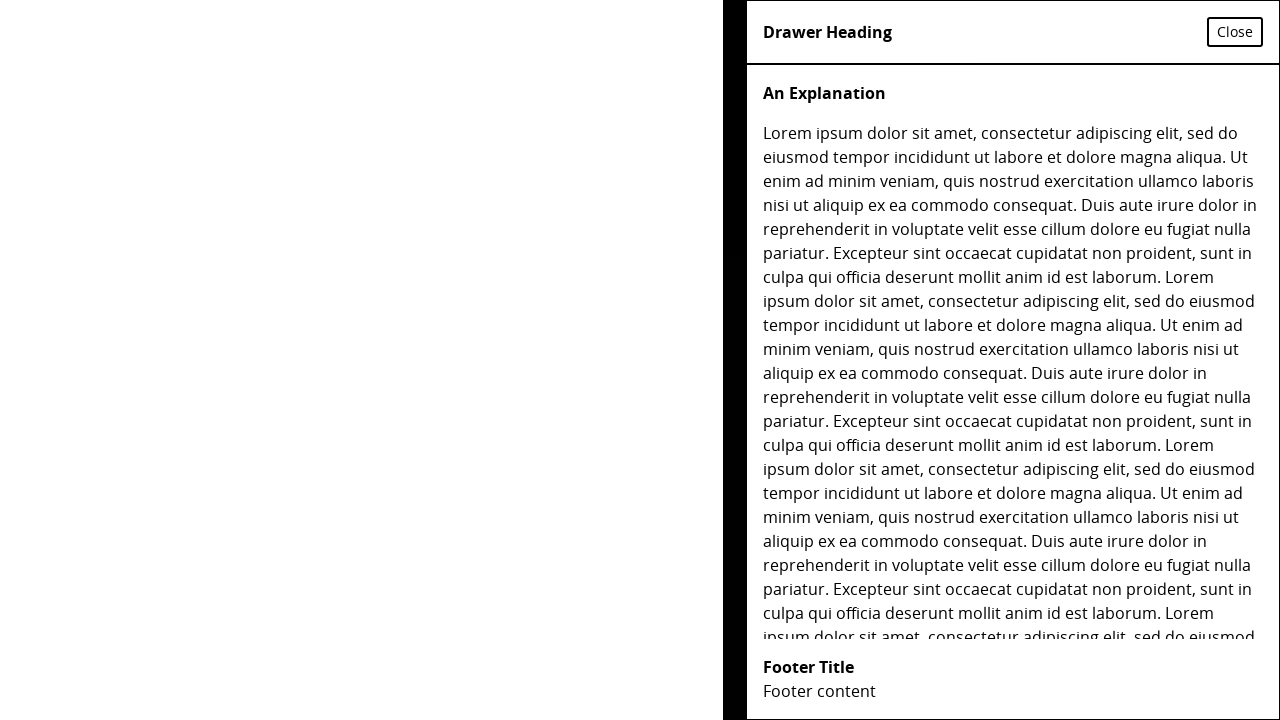 Drawer Heading
Close
An Explanation
Lorem ipsum dolor sit amet, consectetur adipiscing elit, sed do
eiusmod tempor incididunt ut labore et dolore magna aliqua. Ut
enim ad minim veniam, quis nostrud exercitation ullamco laboris
nisi ut aliquip ex ea commodo consequat. Duis aute irure dolor in
reprehenderit in voluptate velit esse cillum dolore eu fugiat nulla
pariatur. Excepteur sint occaecat cupidatat non proident, sunt in
culpa qui officia deserunt mollit anim id est laborum. Lorem
ipsum dolor sit amet, consectetur adipiscing elit, sed do eiusmod
tempor incididunt ut labore et dolore magna aliqua. Ut enim ad
minim veniam, quis nostrud exercitation ullamco laboris nisi ut
aliquip ex ea commodo consequat. Duis aute irure dolor in
reprehenderit in voluptate velit esse cillum dolore eu fugiat nulla
pariatur. Excepteur sint occaecat cupidatat non proident, sunt in
culpa qui officia deserunt mollit anim id est laborum. Lorem
ipsum dolor sit amet, consectetur adipiscing elit, sed do eiusmod
tempor incididunt ut labore et dolore magna aliqua. Ut enim ad
minim veniam, quis nostrud exercitation ullamco laboris nisi ut
aliquip ex ea commodo consequat. Duis aute irure dolor in
reprehenderit in voluptate velit esse cillum dolore eu fugiat nulla
pariatur. Excepteur sint occaecat cupidatat non proident, sunt in
culpa qui officia deserunt mollit anim id est laborum. Lorem
ipsum dolor sit amet, consectetur adipiscing elit, sed do eiusmod
Footer Title
Footer content